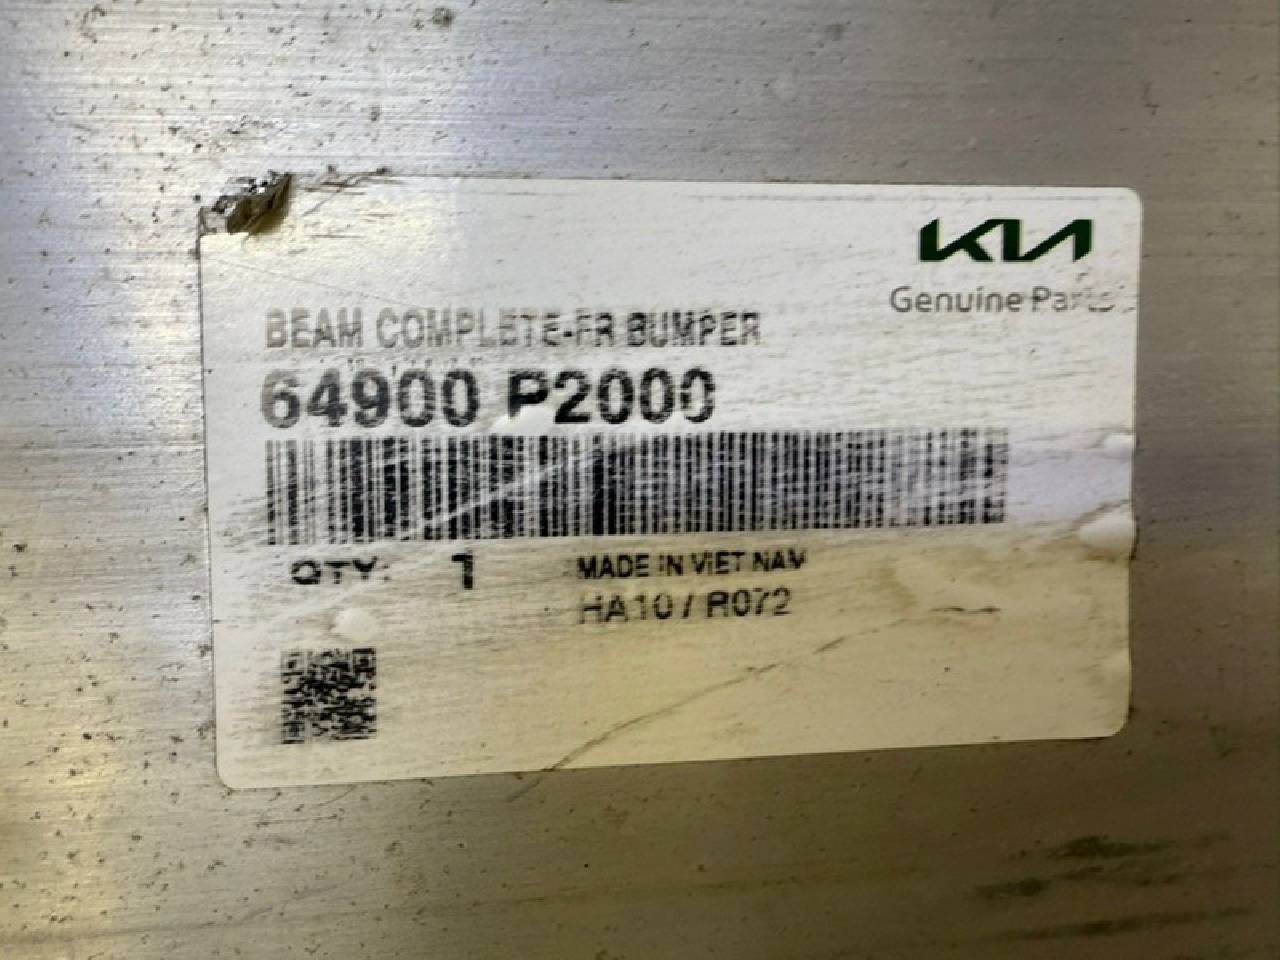 KIA
Genuine Parts
BEAM COMPLETE-FR BUMPER
64900 P2000
QTY: 1 MADE IN VIET NAM
HA10 / R072